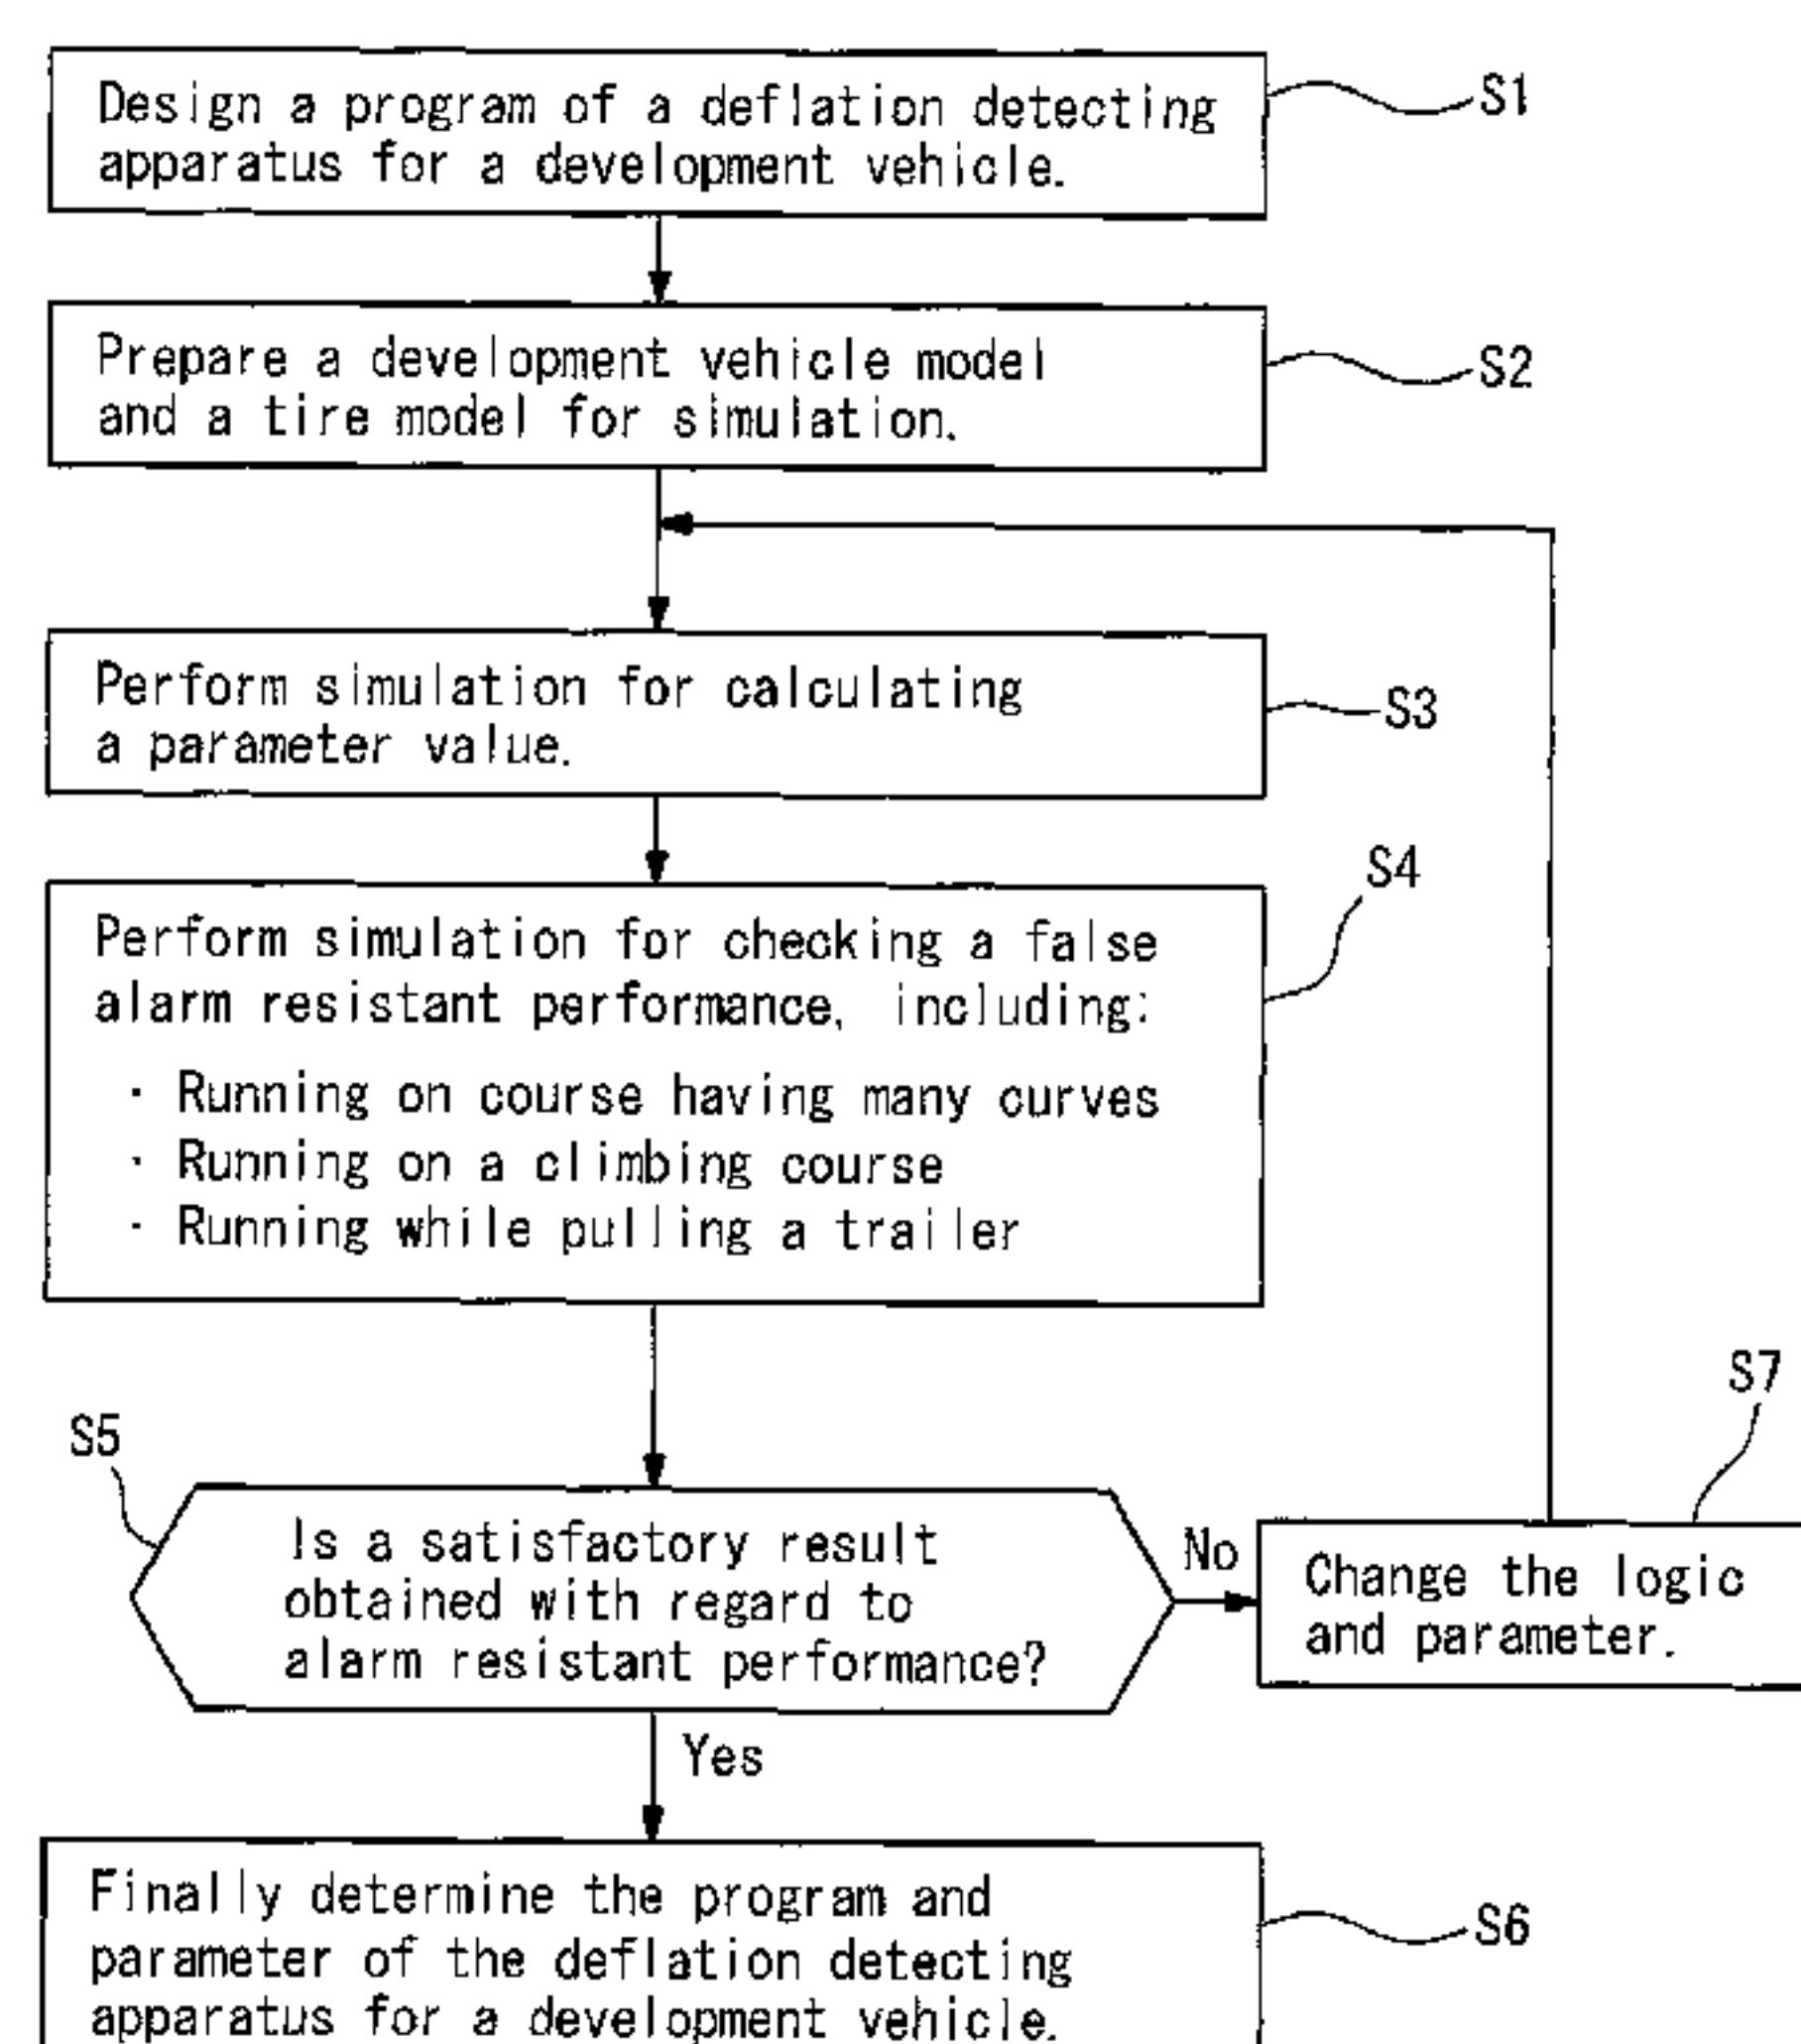 Design a program of a deflation detecting
apparatus for a development vehicle.
S1
Prepare a development vehicle model
and a tire model for simulation.
S2
Perform simulation for calculating
a parameter value.
S3
S4
Perform simulation for checking a false
alarm resistant performance, including:
· Running on course having many curves
· Running on a climbing course
· Running while pulling a trailer
S5
Is a satisfactory result
obtained with regard to
alarm resistant performance?
No
S7
Change the logic
and parameter.
Yes
Finally determine the program and
parameter of the deflation detecting
apparatus for a development vehicle.
S6